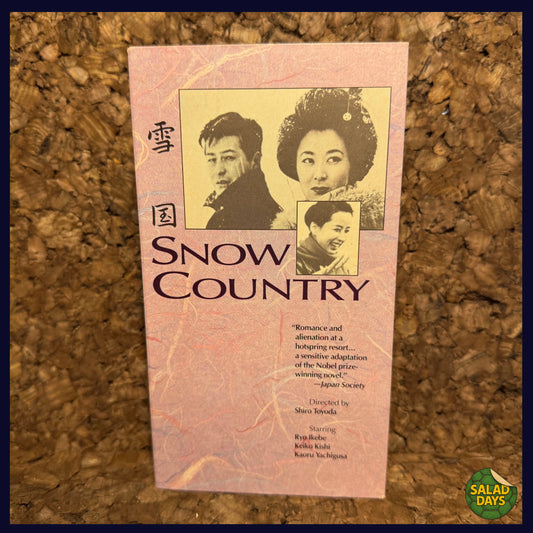 雪
国
SNOW
COUNTRY
“Romance and
alienation at a
hotspring resort...
a sensitive adaptation
of the Nobel prize-
winning novel.”
—Japan Society
Directed by
Shiro Toyoda
Starring
Ryo Ikebe
Keiko Kishi
Kaoru Yachigusa
SALAD
DAYS